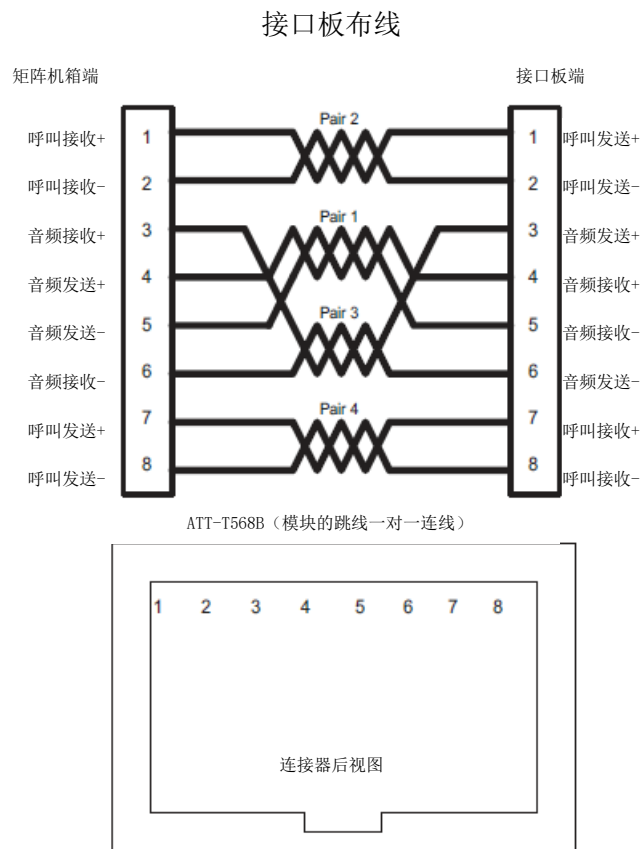 接口板布线
矩阵机箱端 接口板端
Pair 2
呼叫接收+ 1 1 呼叫发送+
呼叫接收- 2 2 呼叫发送-
Pair 1
音频接收+ 3 3 音频发送+
音频发送+ 4 4 音频接收+
Pair 3
音频发送- 5 5 音频接收-
音频接收- 6 6 音频发送-
Pair 4
呼叫发送+ 7 7 呼叫接收+
呼叫发送- 8 8 呼叫接收-
ATT-T568B（模块的跳线一对一连线）
1 2 3 4 5 6 7 8
连接器后视图